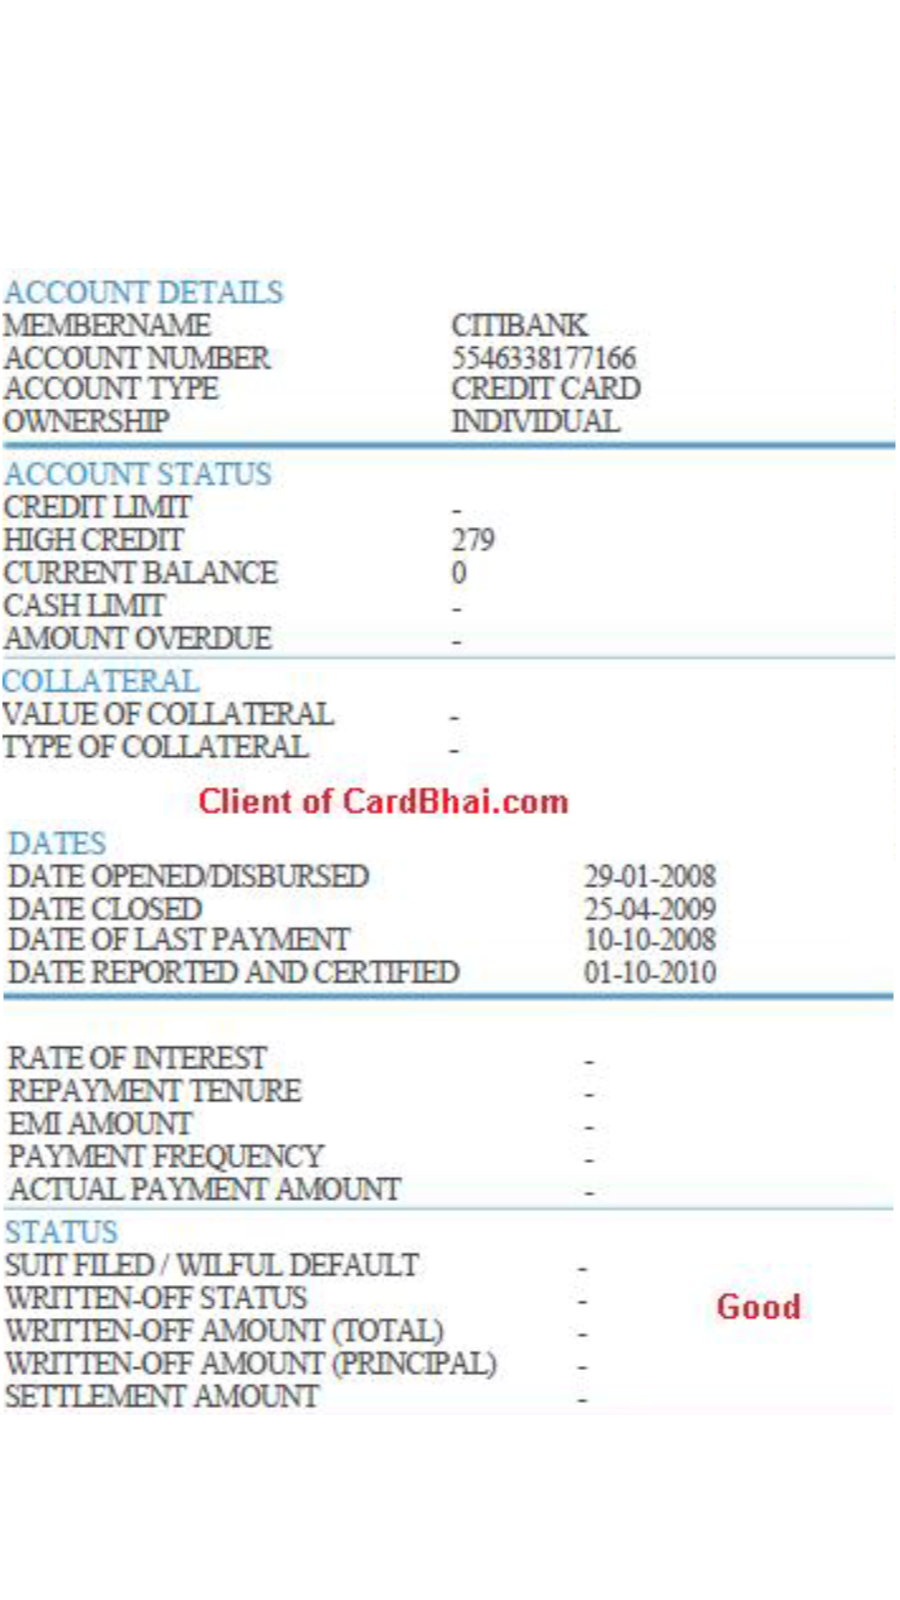 ACCOUNT DETAILS
MEMBERNAME CITIBANK
ACCOUNT NUMBER 5546338177166
ACCOUNT TYPE CREDIT CARD
OWNERSHIP INDIVIDUAL
ACCOUNT STATUS
CREDIT LIMIT -
HIGH CREDIT 279
CURRENT BALANCE 0
CASH LIMIT -
AMOUNT OVERDUE -
COLLATERAL
VALUE OF COLLATERAL -
TYPE OF COLLATERAL -
Client of CardBhai.com
DATES
DATE OPENED/DISBURSED 29-01-2008
DATE CLOSED 25-04-2009
DATE OF LAST PAYMENT 10-10-2008
DATE REPORTED AND CERTIFIED 01-10-2010
RATE OF INTEREST -
REPAYMENT TENURE -
EMI AMOUNT -
PAYMENT FREQUENCY -
ACTUAL PAYMENT AMOUNT -
STATUS
SUIT FILED / WILFUL DEFAULT -
WRITTEN-OFF STATUS -
Good
WRITTEN-OFF AMOUNT (TOTAL) -
WRITTEN-OFF AMOUNT (PRINCIPAL) -
SETTLEMENT AMOUNT -